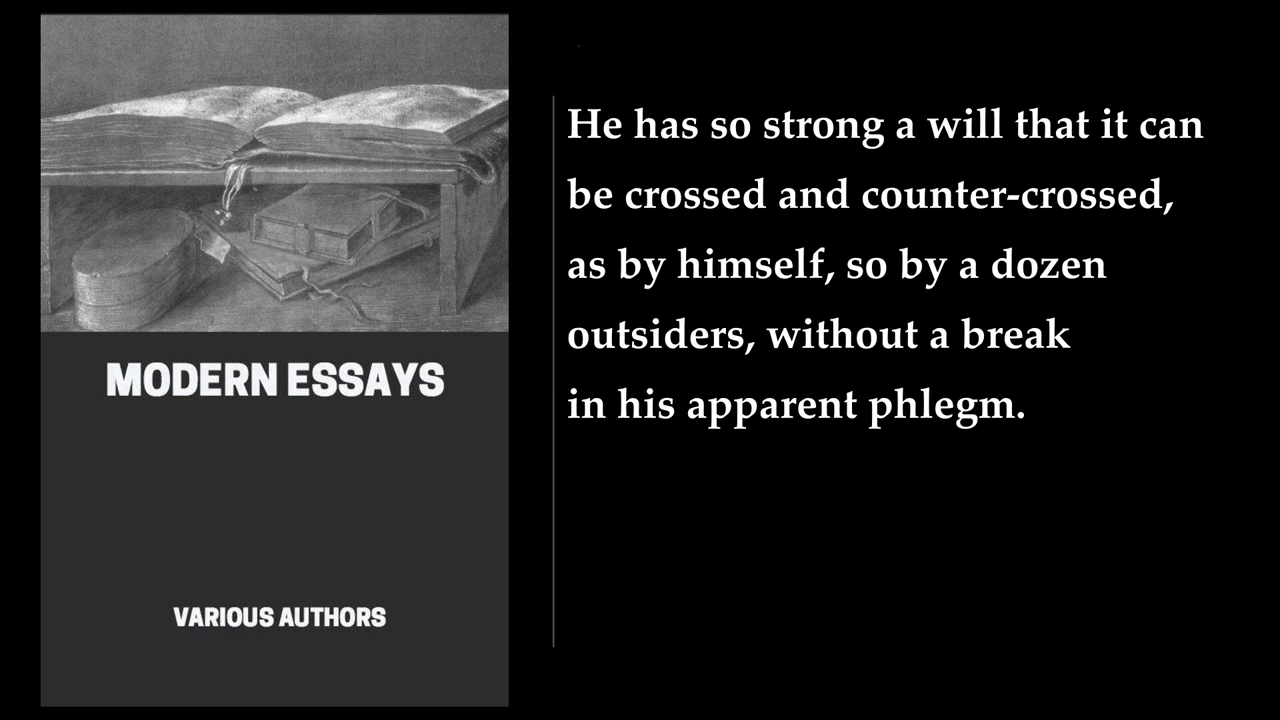 MODERN ESSAYS
VARIOUS AUTHORS
He has so strong a will that it can
be crossed and counter-crossed,
as by himself, so by a dozen
outsiders, without a break
in his apparent phlegm.